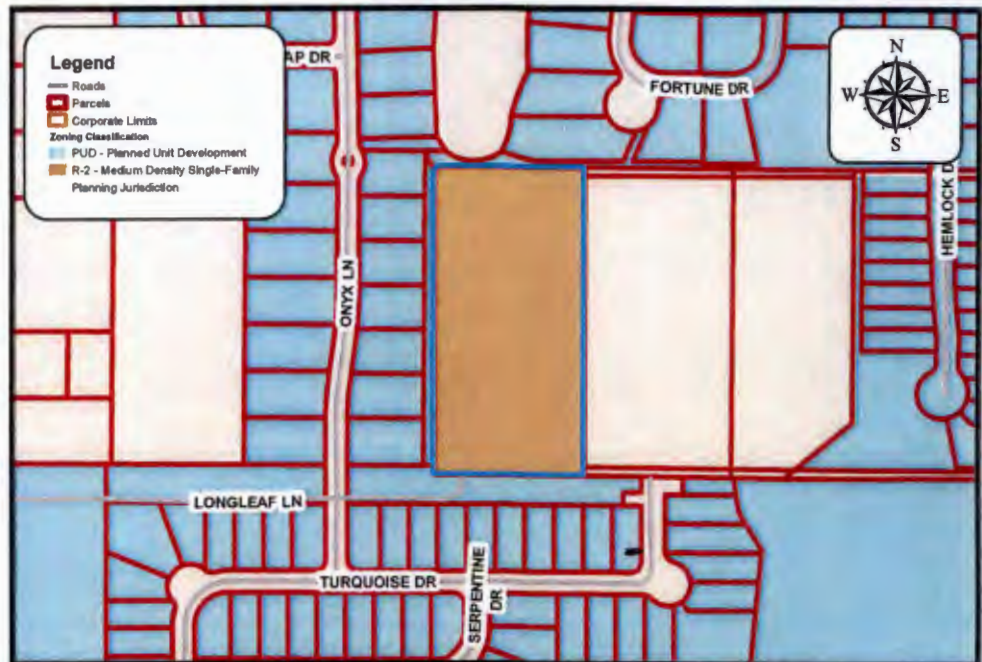 Legend
Roads
Parcels
Corporate Limits
Zoning Classification
PUD - Planned Unit Development
R-2 - Medium Density Single-Family
Planning Jurisdiction
AP DR
FORTUNE DR
N
W E
S
HEMLOCK D
ONYX LN
LONGLEAF LN
TURQUOISE DR
SERPENTINE
DR